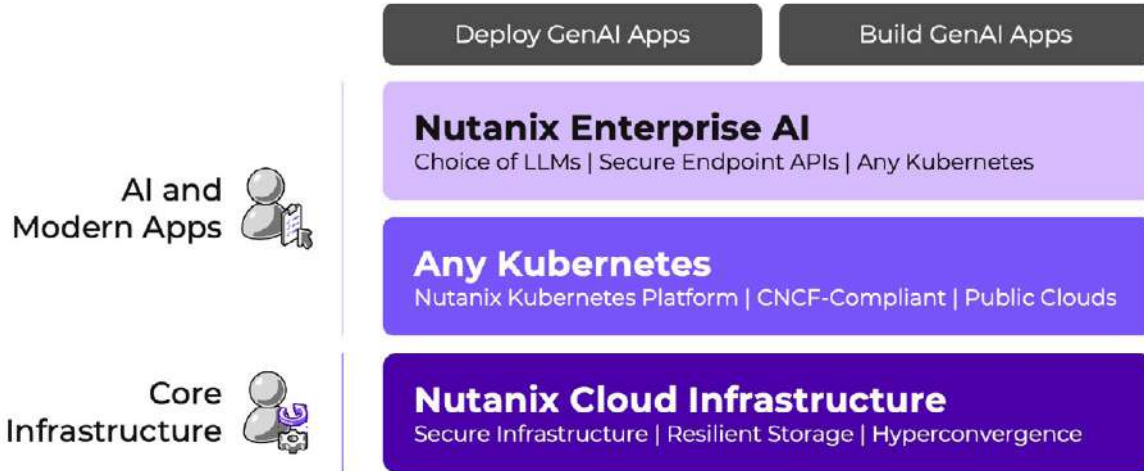 Deploy GenAI Apps
Build GenAI Apps
AI and
Modern Apps
Nutanix Enterprise AI
Choice of LLMs | Secure Endpoint APIs | Any Kubernetes
Any Kubernetes
Nutanix Kubernetes Platform | CNCF-Compliant | Public Clouds
Core
Infrastructure
Nutanix Cloud Infrastructure
Secure Infrastructure | Resilient Storage | Hyperconvergence